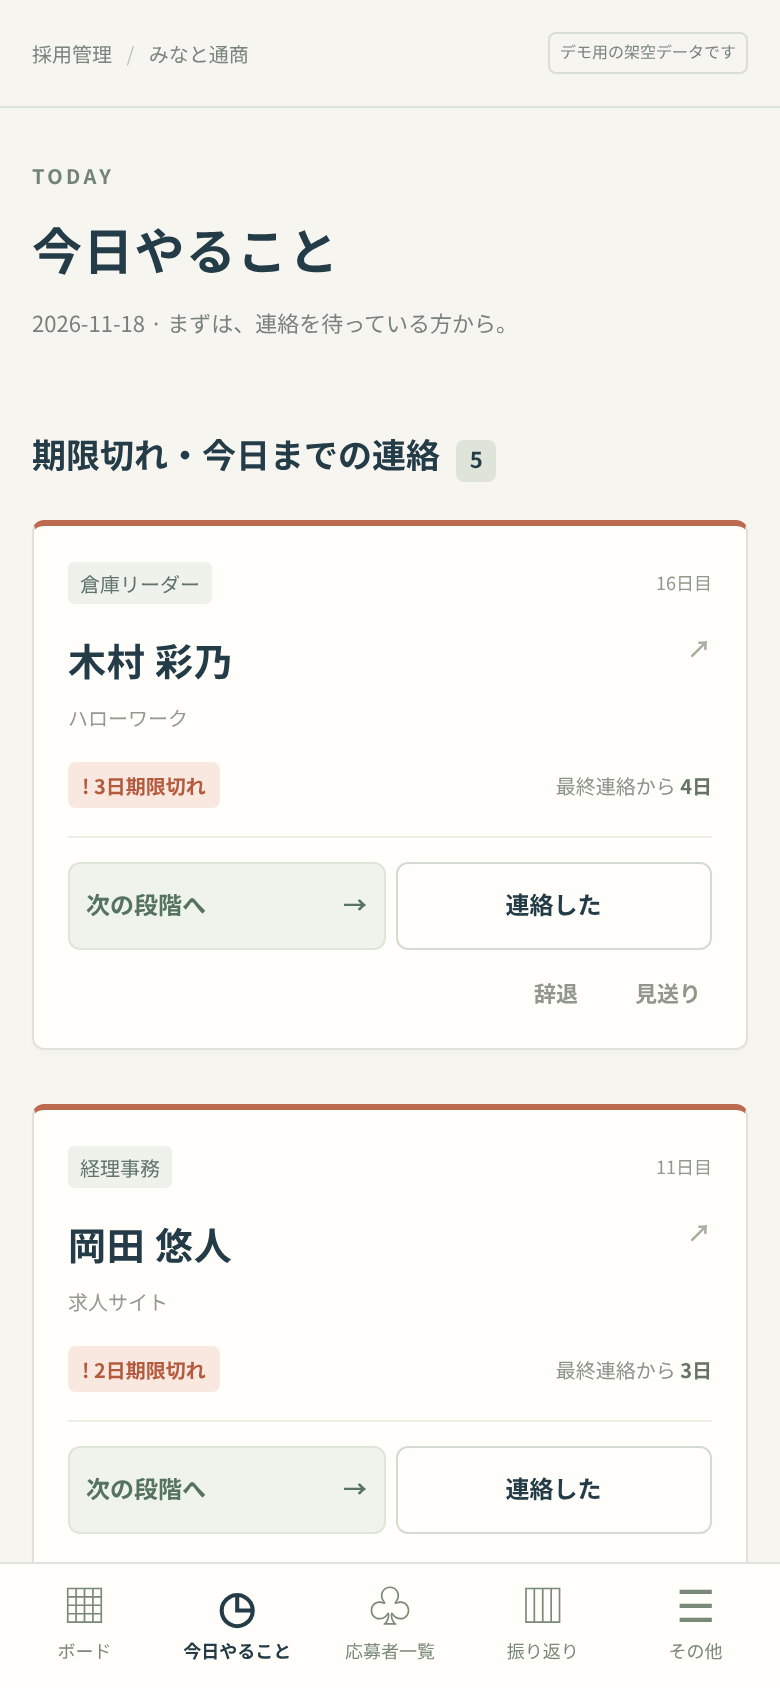 採用管理 / みなと通商
デモ用の架空データです
TODAY
今日やること
2026-11-18 · まずは、連絡を待っている方から。
期限切れ・今日までの連絡 5
倉庫リーダー 16日目
木村 彩乃 ↗
ハローワーク
! 3日期限切れ 最終連絡から 4日
次の段階へ → 連絡した
辞退 見送り
経理事務 11日目
岡田 悠人 ↗
求人サイト
! 2日期限切れ 最終連絡から 3日
次の段階へ → 連絡した
ボード 今日やること 応募者一覧 振り返り その他